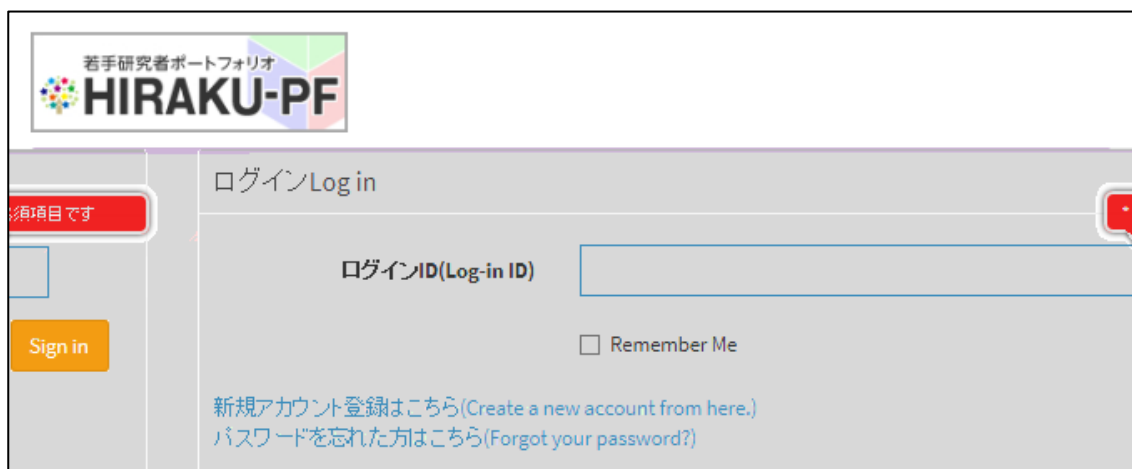 若手研究者ポートフォリオ
HIRAKU-PF
ログインLog in
須項目です
*
ログインID(Log-in ID)
Sign in
Remember Me
新規アカウント登録はこちら(Create a new account from here.)
パスワードを忘れた方はこちら(Forgot your password?)